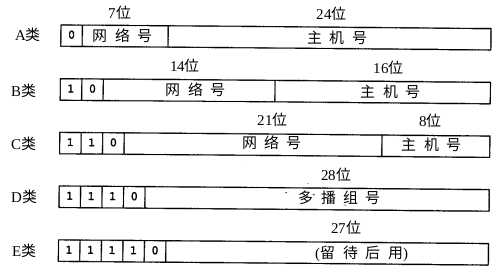 7位 24位
A类 0 网络号 主机号
14位 16位
B类 1 0 网络号 主机号
21位 8位
C类 1 1 0 网络号 主机号
28位
D类 1 1 1 0 多播组号
27位
E类 1 1 1 1 0 (留待后用)